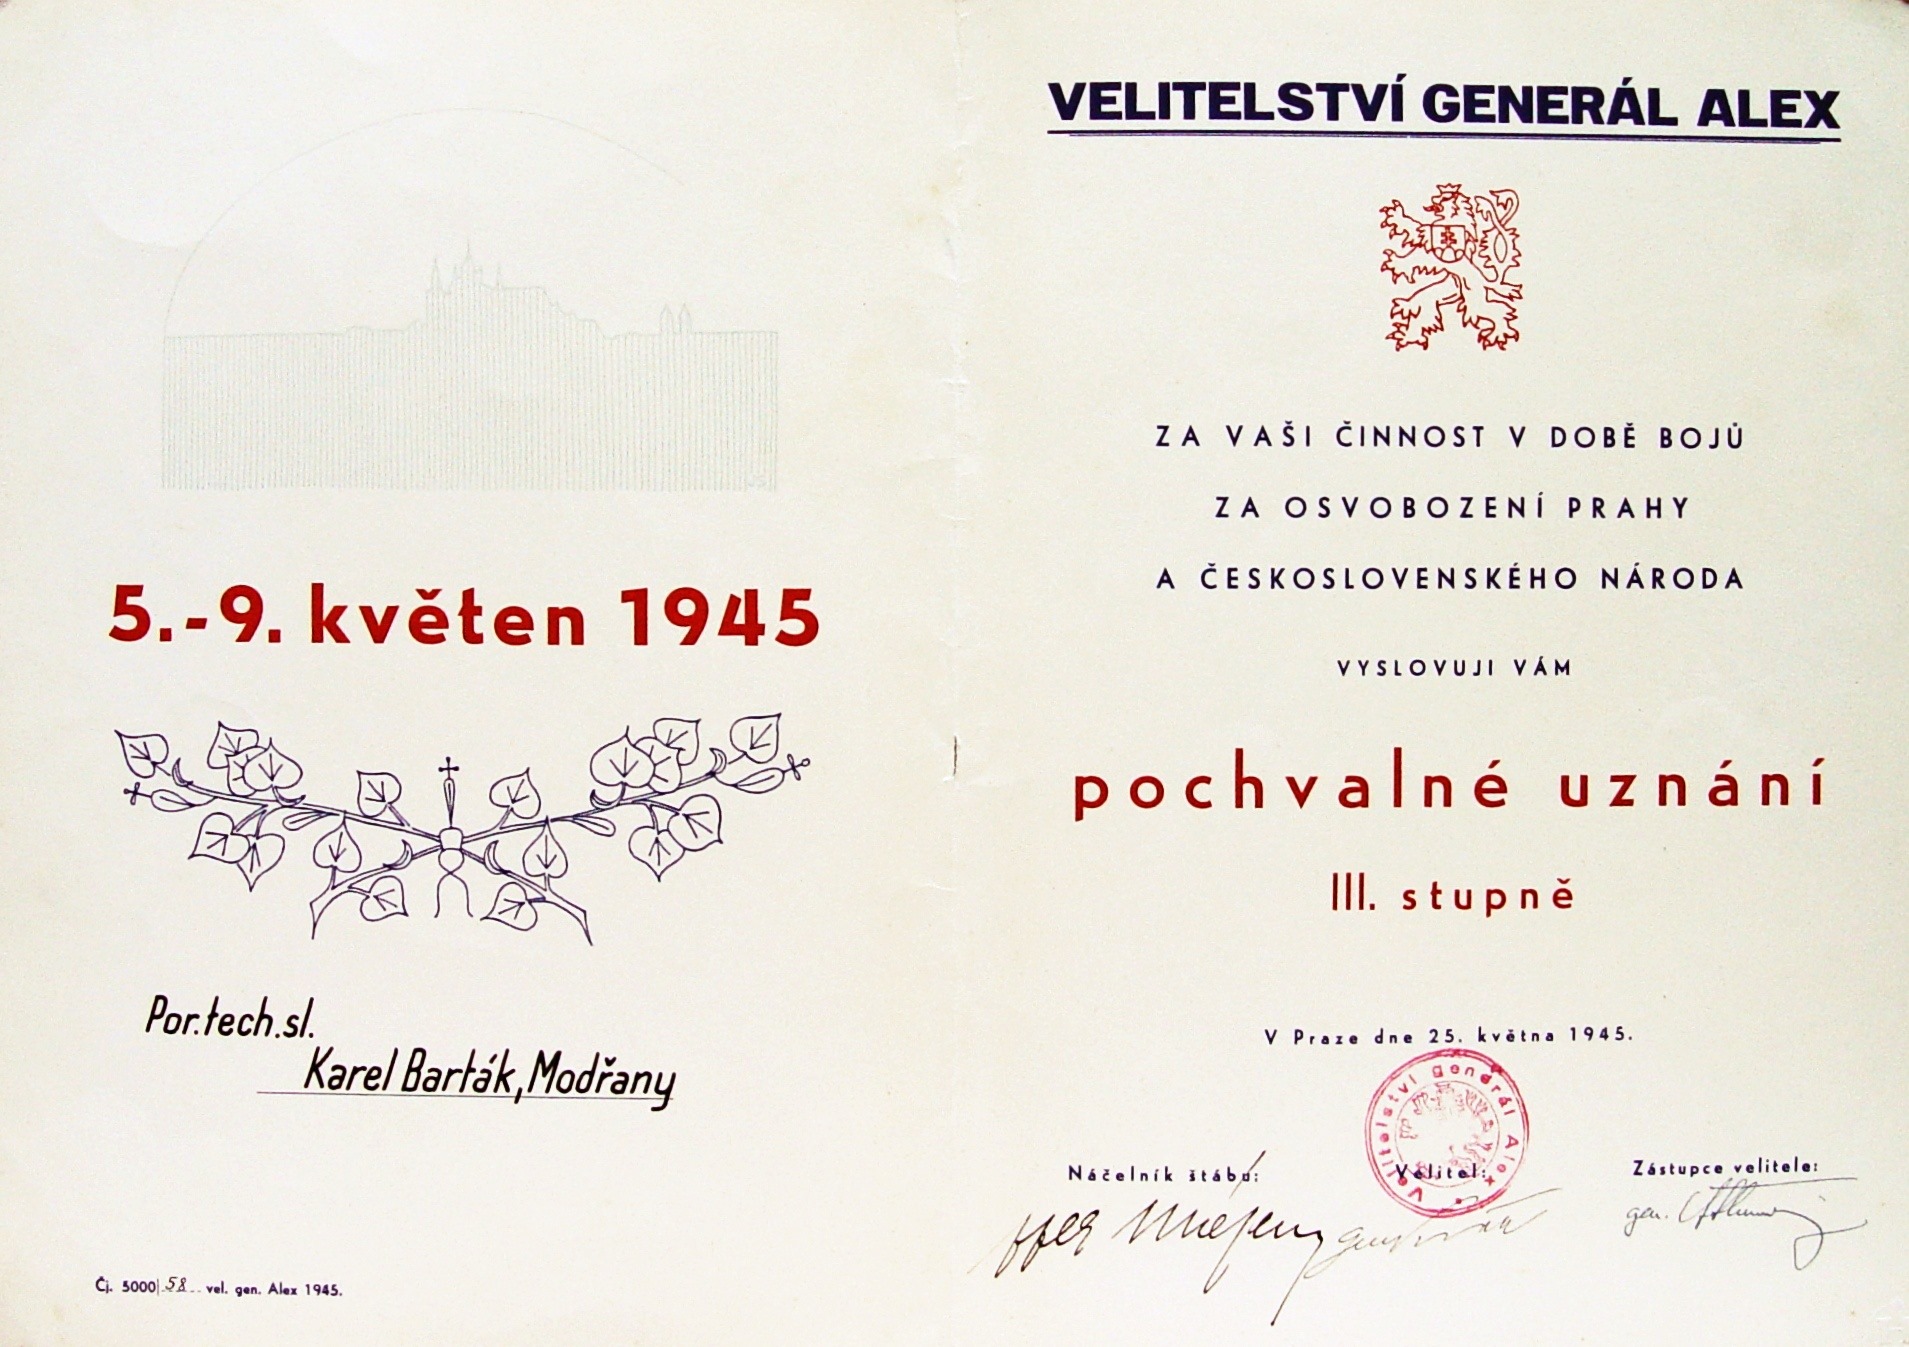 5.-9. květen 1945
Por.tech.sl.
Karel Barták, Modřany
Čj. 5000/58 vel. gen. Alex 1945.
VELITELSTVÍ GENERÁL ALEX
ZA VAŠI ČINNOST V DOBĚ BOJŮ
ZA OSVOBOZENÍ PRAHY
A ČESKOSLOVENSKÉHO NÁRODA
VYSLOVUJI VÁM
pochvalné uznání
III. stupně
V Praze dne 25. května 1945.
Velitelství Generál Alex
Náčelník štábu:
Velitel:
Zástupce velitele:
gen.